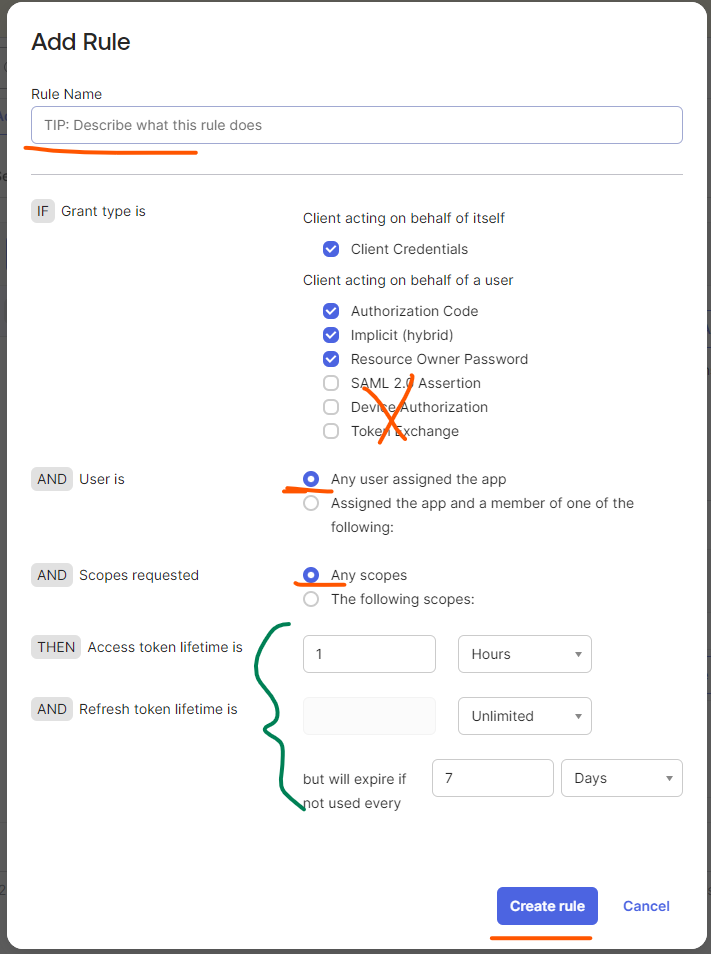 Add Rule
Rule Name
TIP: Describe what this rule does
IF Grant type is
Client acting on behalf of itself
Client Credentials
Client acting on behalf of a user
Authorization Code
Implicit (hybrid)
Resource Owner Password
SAML 2.0 Assertion
Device Authorization
Token Exchange
AND User is
Any user assigned the app
Assigned the app and a member of one of the
following:
AND Scopes requested
Any scopes
The following scopes:
THEN Access token lifetime is 1 Hours
AND Refresh token lifetime is Unlimited
but will expire if
not used every
7 Days
Create rule Cancel